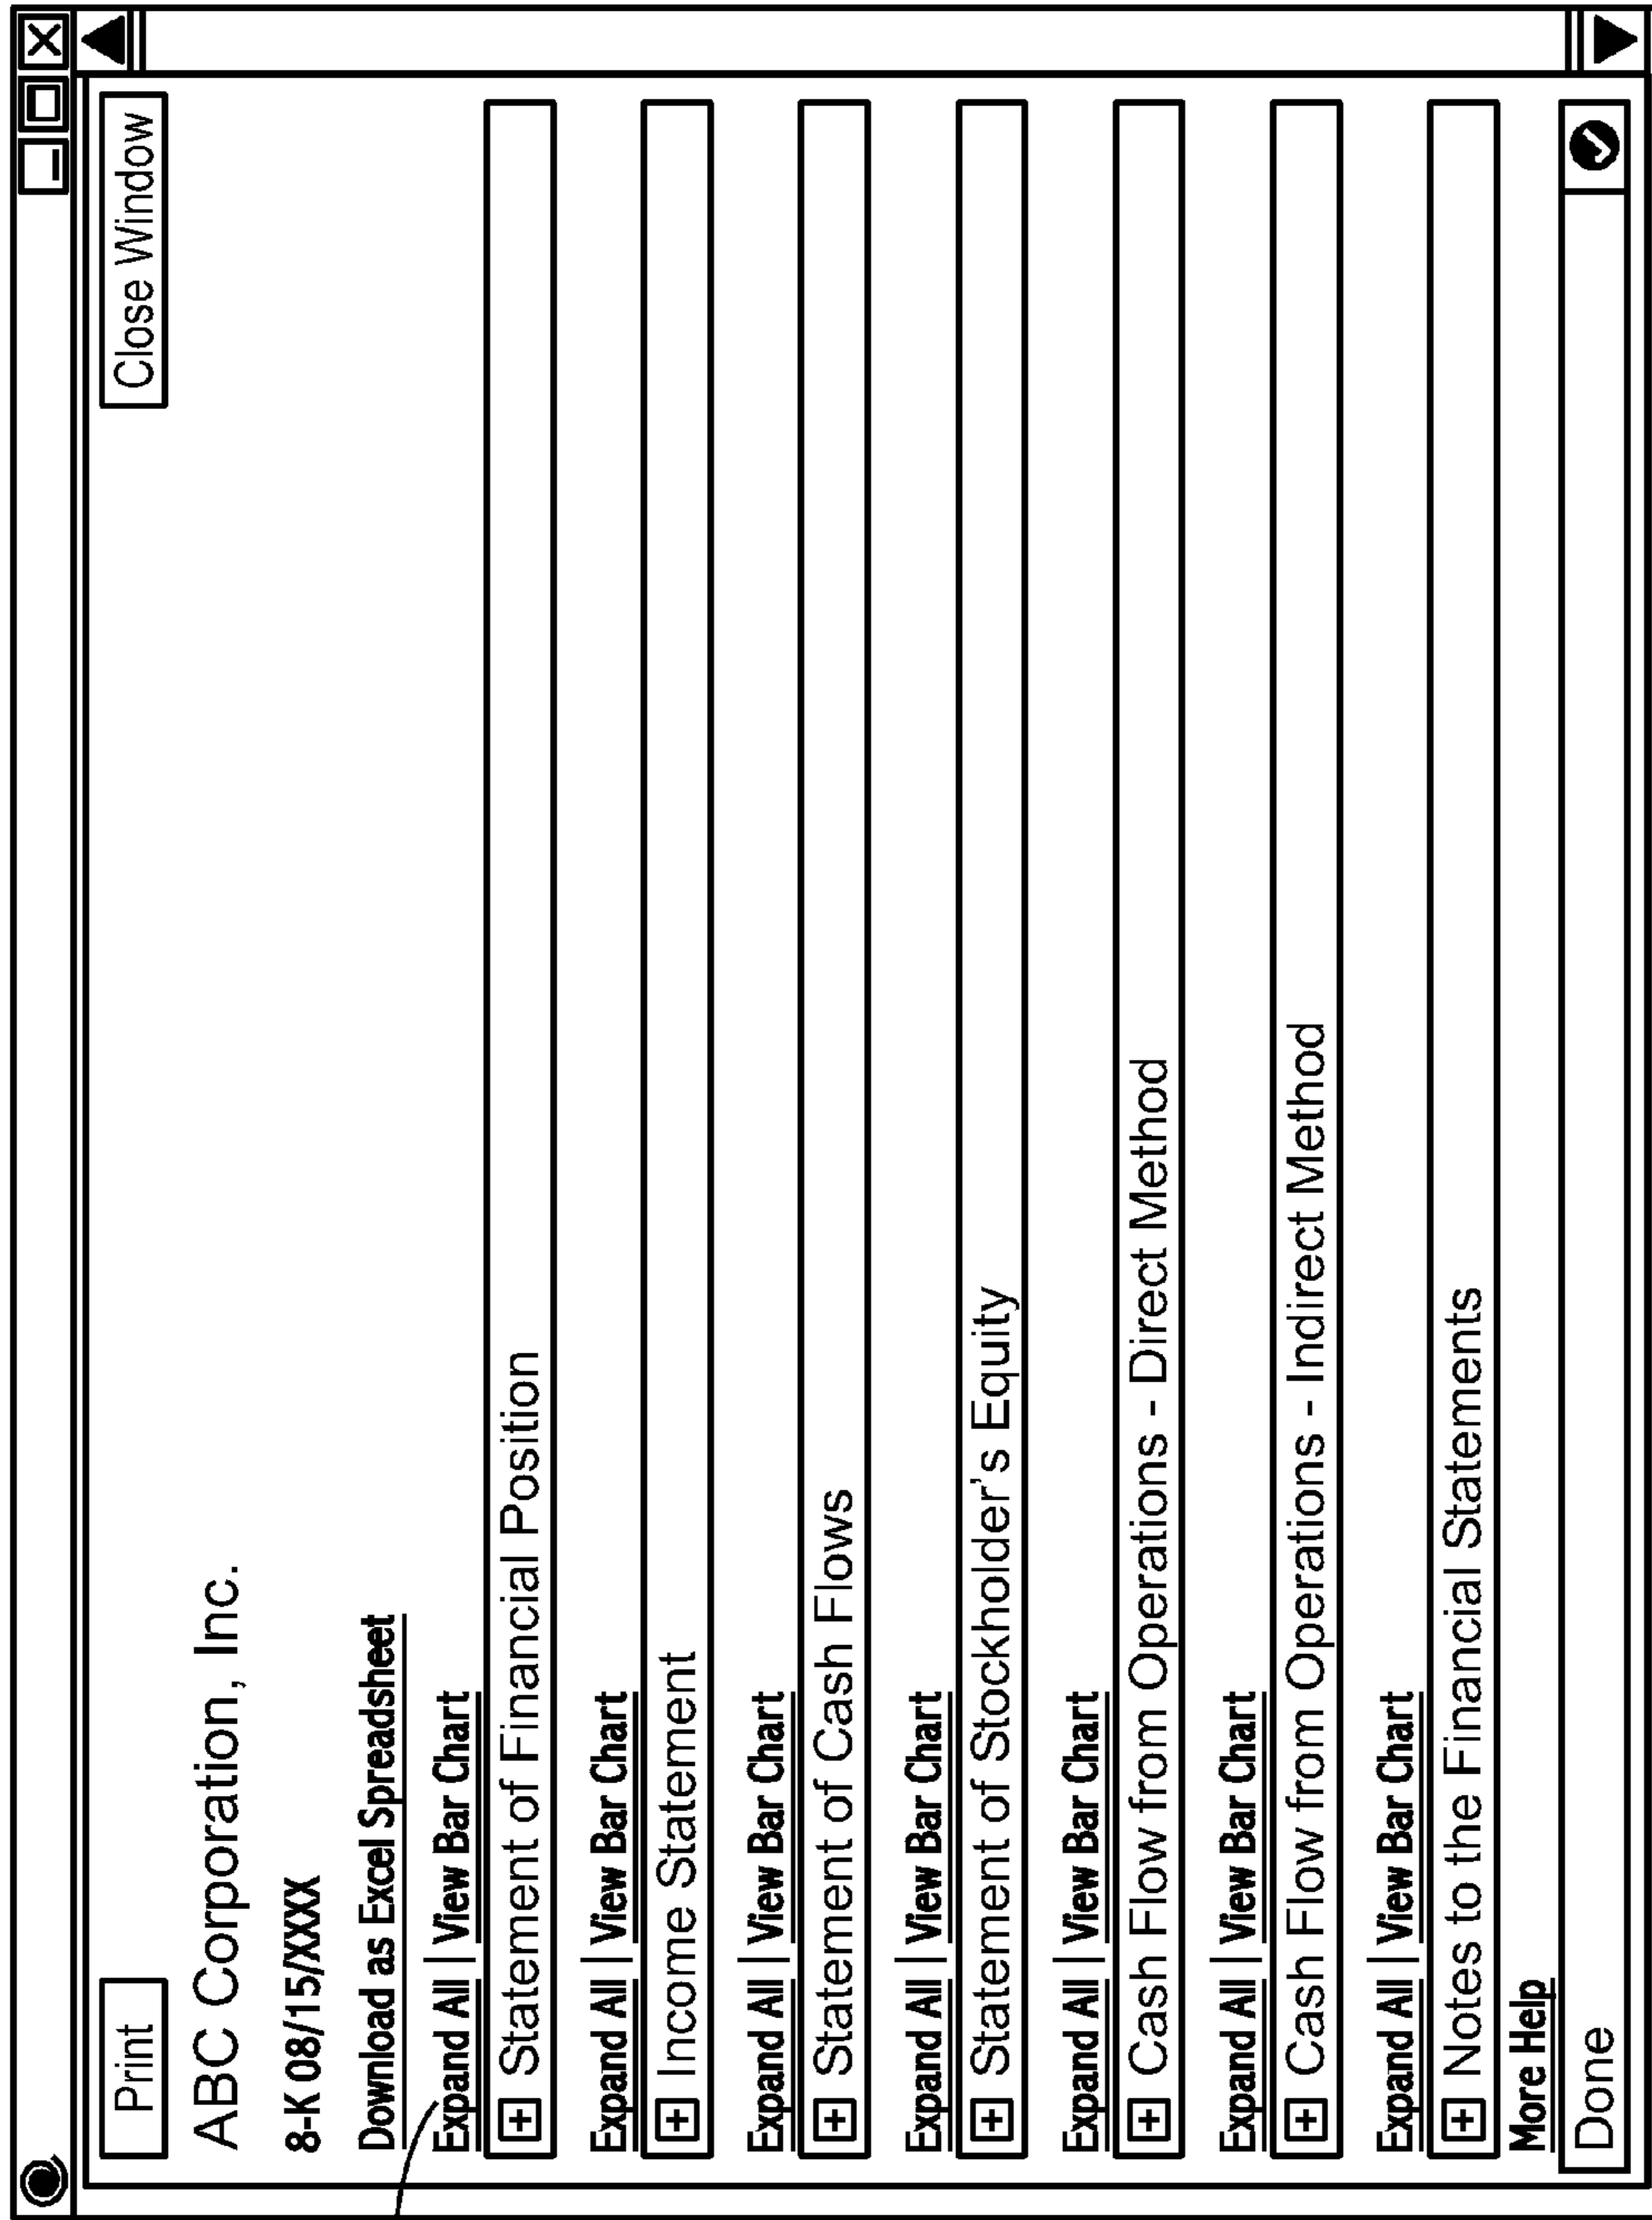 Print Close Window
ABC Corporation, Inc.
8-K 08/15/XXXX
Download as Excel Spreadsheet
Expand All | View Bar Chart
+ Statement of Financial Position
Expand All | View Bar Chart
+ Income Statement
Expand All | View Bar Chart
+ Statement of Cash Flows
Expand All | View Bar Chart
+ Statement of Stockholder's Equity
Expand All | View Bar Chart
+ Cash Flow from Operations - Direct Method
Expand All | View Bar Chart
+ Cash Flow from Operations - Indirect Method
Expand All | View Bar Chart
+ Notes to the Financial Statements
More Help
Done